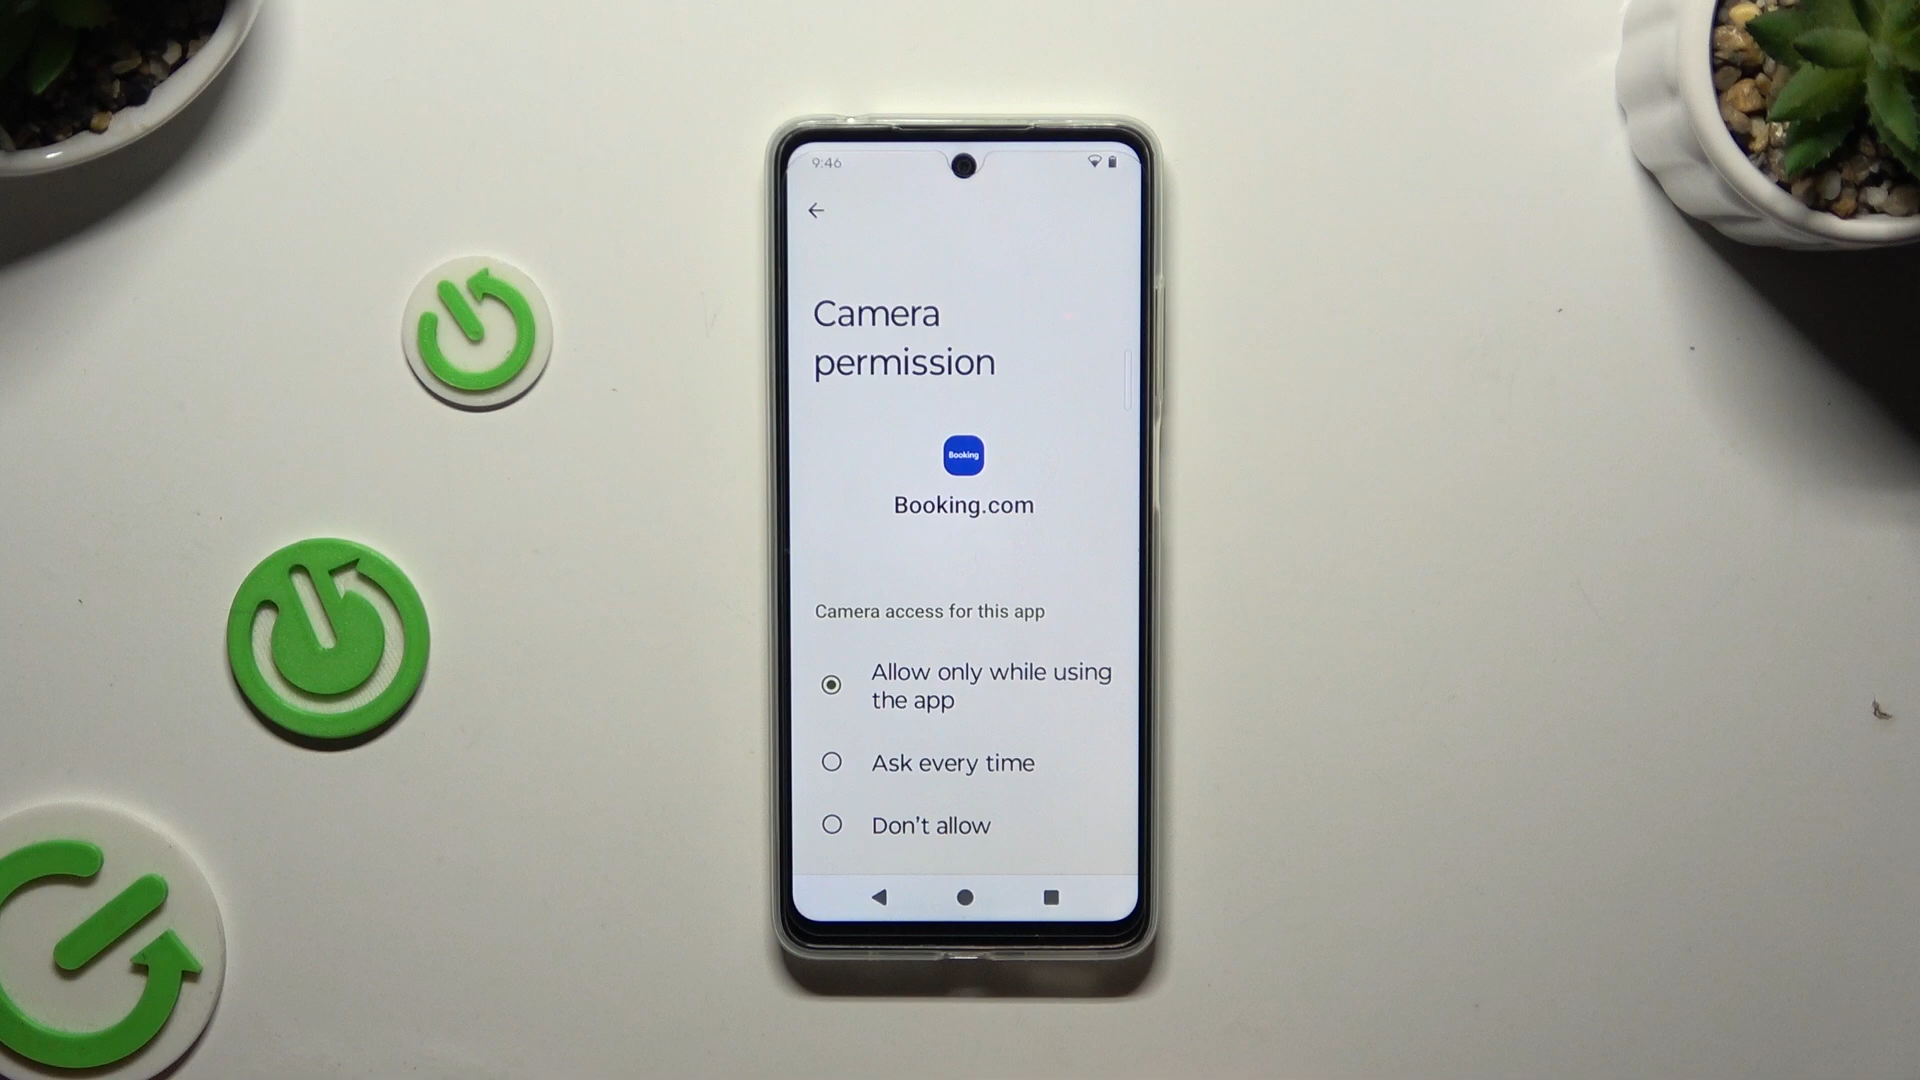 9:46
Camera
permission
Booking
Booking.com
Camera access for this app
Allow only while using
the app
Ask every time
Don't allow